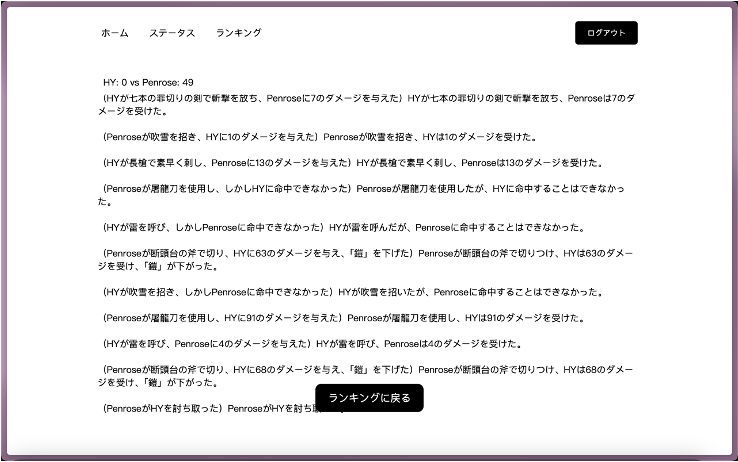 ホーム ステータス ランキング ログアウト
HY: 0 vs Penrose: 49
(HYが七本の罪切りの剣で斬撃を放ち、Penroseに7のダメージを与えた）HYが七本の罪切りの剣で斬撃を放ち、Penroseは7のダ
メージを受けた。
(Penroseが吹雪を招き、HYに1のダメージを与えた）Penroseが吹雪を招き、HYは1のダメージを受けた。
(HYが長槍で素早く刺し、Penroseに13のダメージを与えた）HYが長槍で素早く刺し、Penroseは13のダメージを受けた。
(Penroseが屠龍刀を使用し、しかしHYに命中できなかった）Penroseが屠龍刀を使用したが、HYに命中することはできなかっ
た。
(HYが雷を呼び、しかしPenroseに命中できなかった）HYが雷を呼んだが、Penroseに命中することはできなかった。
(Penroseが断頭台の斧で切り、HYに63のダメージを与え、「鎧」を下げた）Penroseが断頭台の斧で切りつけ、HYは63のダメー
ジを受け、「鎧」が下がった。
(HYが吹雪を招き、しかしPenroseに命中できなかった）HYが吹雪を招いたが、Penroseに命中することはできなかった。
(Penroseが屠龍刀を使用し、HYに91のダメージを与えた）Penroseが屠龍刀を使用し、HYは91のダメージを受けた。
(HYが雷を呼び、Penroseに4のダメージを与えた）HYが雷を呼び、Penroseは4のダメージを受けた。
(Penroseが断頭台の斧で切り、HYに68のダメージを与え、「鎧」を下げた）Penroseが断頭台の斧で切りつけ、HYは68のダメー
ジを受け、「鎧」が下がった。
(PenroseがHYを討ち取った）PenroseがHYを討ち
ランキングに戻る